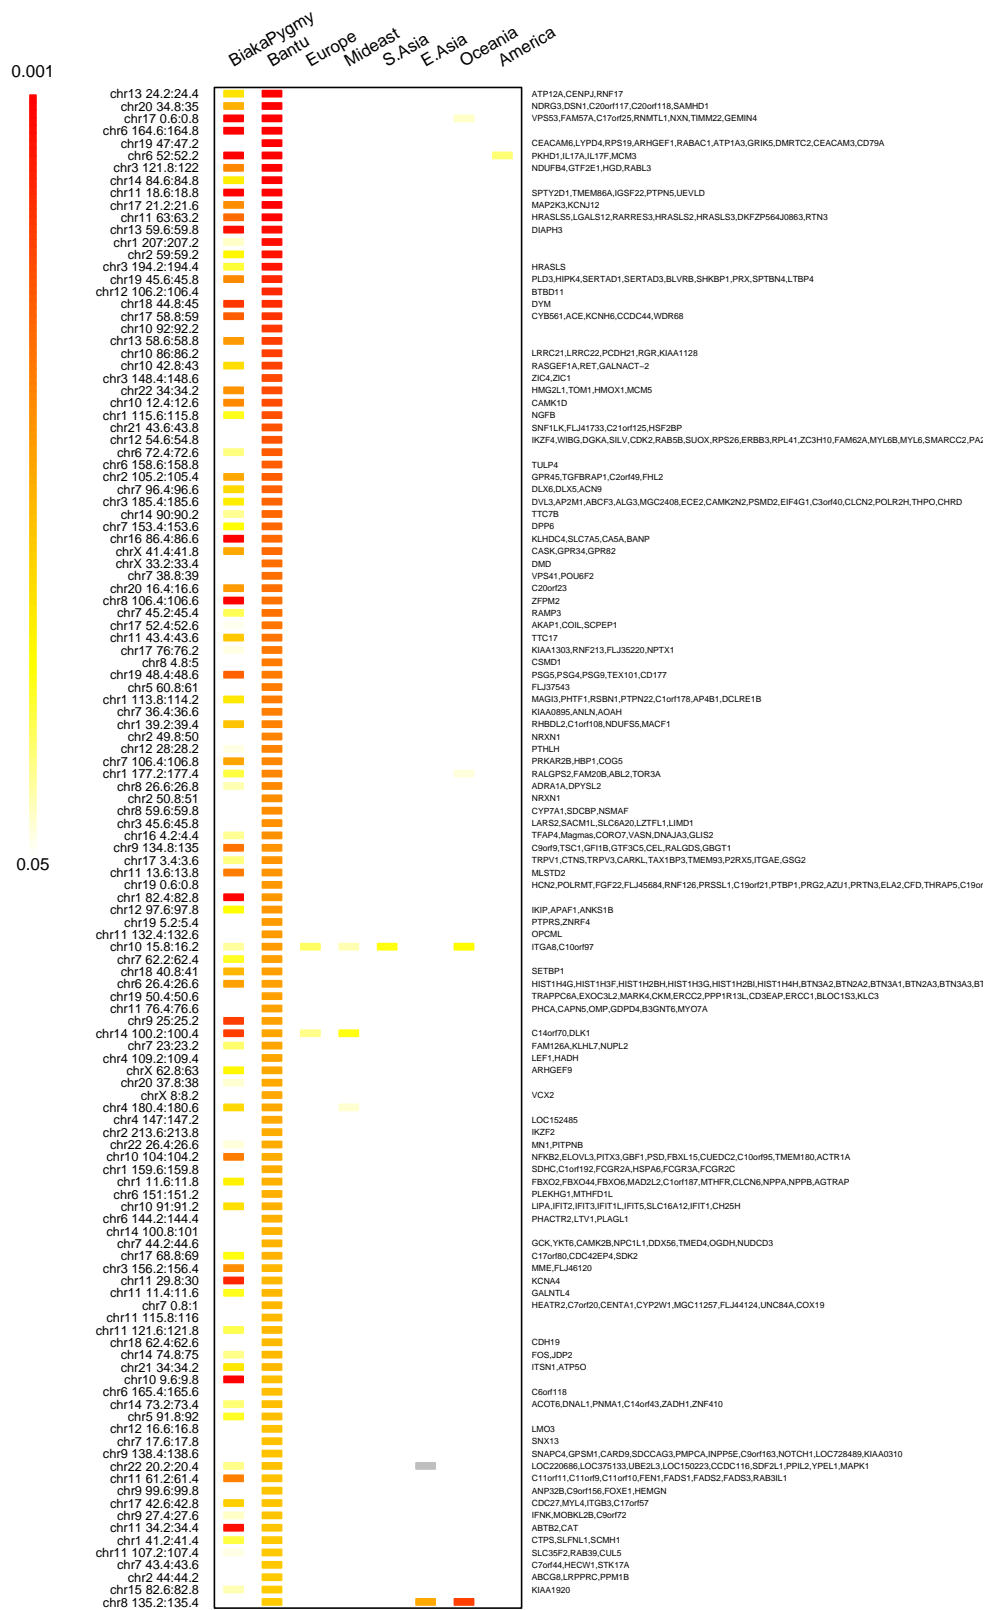 BiakaPygmy Bantu Europe Mideast S.Asia E.Asia Oceania America
0.001
0.05
chr13 24.2:24.4 ATP12A,CENPJ,RNF17
chr20 34.8:35 NDRG3,DSN1,C20orf117,C20orf118,SAMHD1
chr17 0.6:0.8 VPS53,FAM57A,C17orf25,RNMTL1,NXN,TIMM22,GEMIN4
chr6 164.6:164.8
chr19 47:47.2 CEACAM6,LYPD4,RPS19,ARHGEF1,RABAC1,ATP1A3,GRIK5,DMRTC2,CEACAM3,CD79A
chr6 52:52.2 PKHD1,IL17A,IL17F,MCM3
chr3 121.8:122 NDUFB4,GTF2E1,HGD,RABL3
chr14 84.6:84.8
chr11 18.6:18.8 SPTY2D1,TMEM86A,IGSF22,PTPN5,UEVLD
chr17 21.2:21.6 MAP2K3,KCNJ12
chr11 63:63.2 HRASLS5,LGALS12,RARRES3,HRASLS2,HRASLS3,DKFZP564J0863,RTN3
chr13 59.6:59.8 DIAPH3
chr1 207:207.2
chr2 59:59.2
chr3 194.2:194.4 HRASLS
chr19 45.6:45.8 PLD3,HIPK4,SERTAD1,SERTAD3,BLVRB,SHKBP1,PRX,SPTBN4,LTBP4
chr12 106.2:106.4 BTBD11
chr18 44.8:45 DYM
chr17 58.8:59 CYB561,ACE,KCNH6,CCDC44,WDR68
chr10 92:92.2
chr13 58.6:58.8
chr10 86:86.2 LRRC21,LRRC22,PCDH21,RGR,KIAA1128
chr10 42.8:43 RASGEF1A,RET,GALNACT−2
chr3 148.4:148.6 ZIC4,ZIC1
chr22 34:34.2 HMG2L1,TOM1,HMOX1,MCM5
chr10 12.4:12.6 CAMK1D
chr1 115.6:115.8 NGFB
chr21 43.6:43.8 SNF1LK,FLJ41733,C21orf125,HSF2BP
chr12 54.6:54.8 IKZF4,WIBG,DGKA,SILV,CDK2,RAB5B,SUOX,RPS26,ERBB3,RPL41,ZC3H10,FAM62A,MYL6B,MYL6,SMARCC2,PA2
chr6 72.4:72.6
chr6 158.6:158.8 TULP4
chr2 105.2:105.4 GPR45,TGFBRAP1,C2orf49,FHL2
chr7 96.4:96.6 DLX6,DLX5,ACN9
chr3 185.4:185.6 DVL3,AP2M1,ABCF3,ALG3,MGC2408,ECE2,CAMK2N2,PSMD2,EIF4G1,C3orf40,CLCN2,POLR2H,THPO,CHRD
chr14 90:90.2 TTC7B
chr7 153.4:153.6 DPP6
chr16 86.4:86.6 KLHDC4,SLC7A5,CA5A,BANP
chrX 41.4:41.8 CASK,GPR34,GPR82
chrX 33.2:33.4 DMD
chr7 38.8:39 VPS41,POU6F2
chr20 16.4:16.6 C20orf23
chr8 106.4:106.6 ZFPM2
chr7 45.2:45.4 RAMP3
chr17 52.4:52.6 AKAP1,COIL,SCPEP1
chr11 43.4:43.6 TTC17
chr17 76:76.2 KIAA1303,RNF213,FLJ35220,NPTX1
chr8 4.8:5 CSMD1
chr19 48.4:48.6 PSG5,PSG4,PSG9,TEX101,CD177
chr5 60.8:61 FLJ37543
chr1 113.8:114.2 MAGI3,PHTF1,RSBN1,PTPN22,C1orf178,AP4B1,DCLRE1B
chr7 36.4:36.6 KIAA0895,ANLN,AOAH
chr1 39.2:39.4 RHBDL2,C1orf108,NDUFS5,MACF1
chr2 49.8:50 NRXN1
chr12 28:28.2 PTHLH
chr7 106.4:106.8 PRKAR2B,HBP1,COG5
chr1 177.2:177.4 RALGPS2,FAM20B,ABL2,TOR3A
chr8 26.6:26.8 ADRA1A,DPYSL2
chr2 50.8:51 NRXN1
chr8 59.6:59.8 CYP7A1,SDCBP,NSMAF
chr3 45.6:45.8 LARS2,SACM1L,SLC6A20,LZTFL1,LIMD1
chr16 4.2:4.4 TFAP4,Magmas,CORO7,VASN,DNAJA3,GLIS2
chr9 134.8:135 C9orf9,TSC1,GFI1B,GTF3C5,CEL,RALGDS,GBGT1
chr17 3.4:3.6 TRPV1,CTNS,TRPV3,CARKL,TAX1BP3,TMEM93,P2RX5,ITGAE,GSG2
chr11 13.6:13.8 MLSTD2
chr19 0.6:0.8 HCN2,POLRMT,FGF22,FLJ45684,RNF126,PRSSL1,C19orf21,PTBP1,PRG2,AZU1,PRTN3,ELA2,CFD,THRAP5,C19or
chr1 82.4:82.8
chr12 97.6:97.8 IKIP,APAF1,ANKS1B
chr19 5.2:5.4 PTPRS,ZNRF4
chr11 132.4:132.6 OPCML
chr10 15.8:16.2 ITGA8,C10orf97
chr7 62.2:62.4
chr18 40.8:41 SETBP1
chr6 26.4:26.6 HIST1H4G,HIST1H3F,HIST1H2BH,HIST1H3G,HIST1H2BI,HIST1H4H,BTN3A2,BTN2A2,BTN3A1,BTN2A3,BTN3A3,BT
chr19 50.4:50.6 TRAPPC6A,EXOC3L2,MARK4,CKM,ERCC2,PPP1R13L,CD3EAP,ERCC1,BLOC1S3,KLC3
chr11 76.4:76.6 PHCA,CAPN5,OMP,GDPD4,B3GNT6,MYO7A
chr9 25:25.2
chr14 100.2:100.4 C14orf70,DLK1
chr7 23:23.2 FAM126A,KLHL7,NUPL2
chr4 109.2:109.4 LEF1,HADH
chrX 62.8:63 ARHGEF9
chr20 37.8:38
chrX 8:8.2 VCX2
chr4 180.4:180.6
chr4 147:147.2 LOC152485
chr2 213.6:213.8 IKZF2
chr22 26.4:26.6 MN1,PITPNB
chr10 104:104.2 NFKB2,ELOVL3,PITX3,GBF1,PSD,FBXL15,CUEDC2,C10orf95,TMEM180,ACTR1A
chr1 159.6:159.8 SDHC,C1orf192,FCGR2A,HSPA6,FCGR3A,FCGR2C
chr1 11.6:11.8 FBXO2,FBXO44,FBXO6,MAD2L2,C1orf187,MTHFR,CLCN6,NPPA,NPPB,AGTRAP
chr6 151:151.2 PLEKHG1,MTHFD1L
chr10 91:91.2 LIPA,IFIT2,IFIT3,IFIT1L,IFIT5,SLC16A12,IFIT1,CH25H
chr6 144.2:144.4 PHACTR2,LTV1,PLAGL1
chr14 100.8:101
chr7 44.2:44.6 GCK,YKT6,CAMK2B,NPC1L1,DDX56,TMED4,OGDH,NUDCD3
chr17 68.8:69 C17orf80,CDC42EP4,SDK2
chr3 156.2:156.4 MME,FLJ46120
chr11 29.8:30 KCNA4
chr11 11.4:11.6 GALNTL4
chr7 0.8:1 HEATR2,C7orf20,CENTA1,CYP2W1,MGC11257,FLJ44124,UNC84A,COX19
chr11 115.8:116
chr11 121.6:121.8
chr18 62.4:62.6 CDH19
chr14 74.8:75 FOS,JDP2
chr21 34:34.2 ITSN1,ATP5O
chr10 9.6:9.8
chr6 165.4:165.6 C6orf118
chr14 73.2:73.4 ACOT6,DNAL1,PNMA1,C14orf43,ZADH1,ZNF410
chr5 91.8:92
chr12 16.6:16.8 LMO3
chr7 17.6:17.8 SNX13
chr9 138.4:138.6 SNAPC4,GPSM1,CARD9,SDCCAG3,PMPCA,INPP5E,C9orf163,NOTCH1,LOC728489,KIAA0310
chr22 20.2:20.4 LOC220686,LOC375133,UBE2L3,LOC150223,CCDC116,SDF2L1,PPIL2,YPEL1,MAPK1
chr11 61.2:61.4 C11orf11,C11orf9,C11orf10,FEN1,FADS1,FADS2,FADS3,RAB3IL1
chr9 99.6:99.8 ANP32B,C9orf156,FOXE1,HEMGN
chr17 42.6:42.8 CDC27,MYL4,ITGB3,C17orf57
chr9 27.4:27.6 IFNK,MOBKL2B,C9orf72
chr11 34.2:34.4 ABTB2,CAT
chr1 41.2:41.4 CTPS,SLFNL1,SCMH1
chr11 107.2:107.4 SLC35F2,RAB39,CUL5
chr7 43.4:43.6 C7orf44,HECW1,STK17A
chr2 44:44.2 ABCG8,LRPPRC,PPM1B
chr15 82.6:82.8 KIAA1920
chr8 135.2:135.4